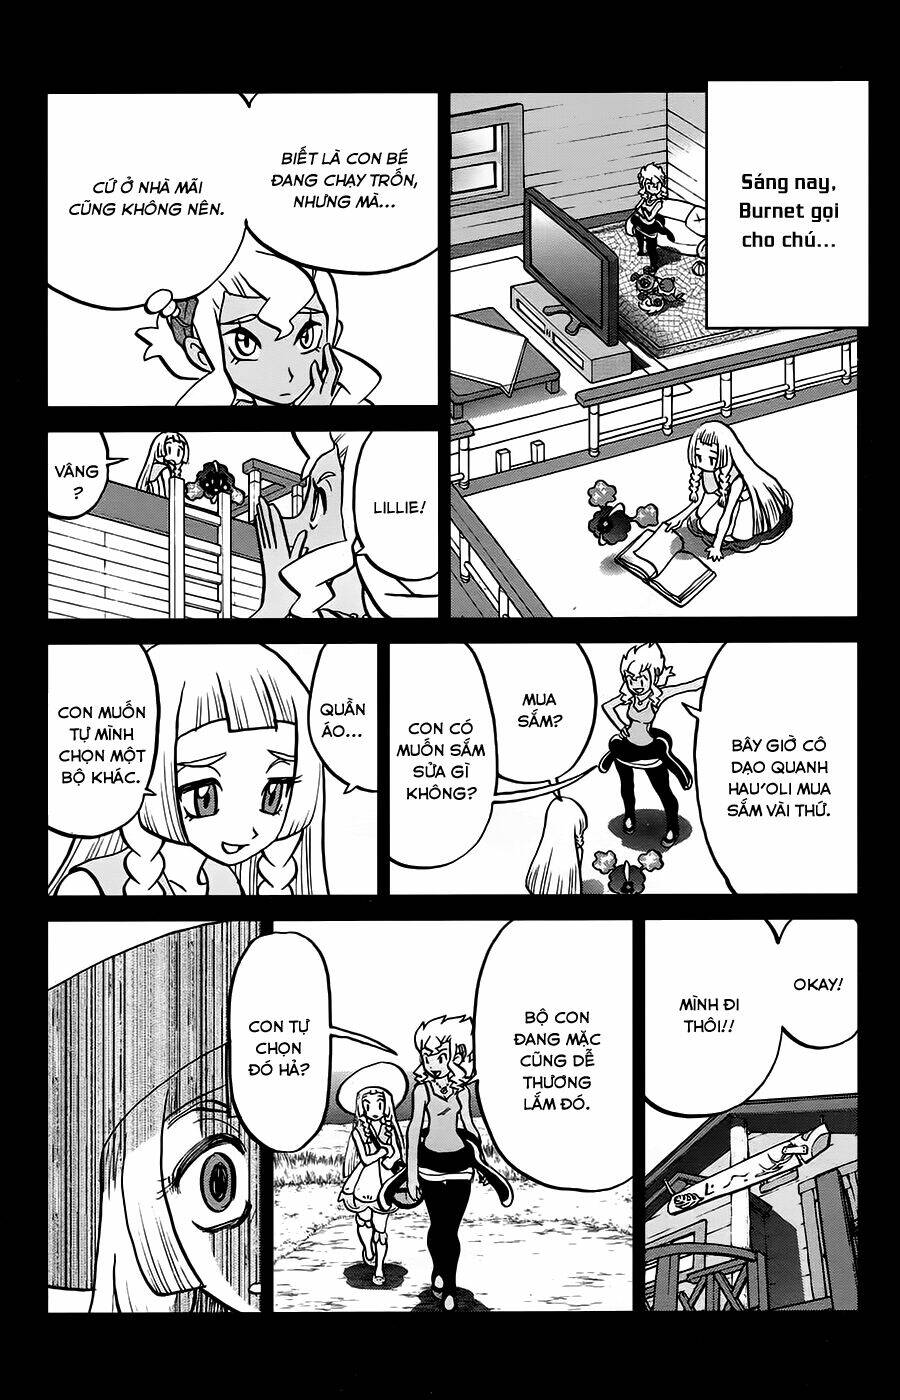 Sáng nay,
Burnet gọi
cho chú...
BIẾT LÀ CON BÉ
ĐANG CHẠY TRỐN,
NHƯNG MÀ...
CỨ Ở NHÀ MÃI
CŨNG KHÔNG NÊN.
LILLIE!
VÂNG
?
BÂY GIỜ CÔ
DẠO QUANH
HAU'OLI MUA
SẮM VÀI THỨ.
MUA
SẮM?
CON CÓ
MUỐN SẮM
SỬA GÌ
KHÔNG?
QUẦN
ÁO...
CON MUỐN
TỰ MÌNH
CHỌN MỘT
BỘ KHÁC.
OKAY!
MÌNH ĐI
THÔI!!
BỘ CON
ĐANG MẶC
CŨNG DỄ
THƯƠNG
LẮM ĐÓ.
CON TỰ
CHỌN
ĐÓ HẢ?